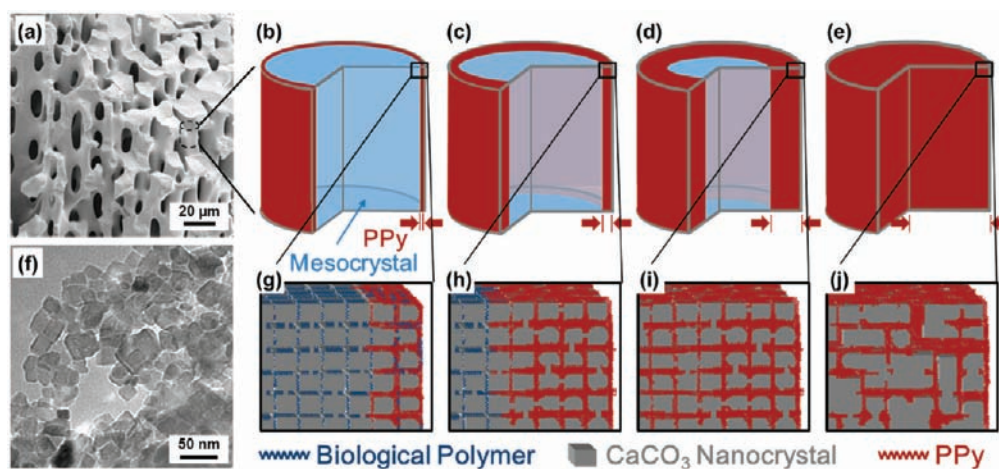 (a)
20 μm
(b)
(c)
(d)
(e)
PPy
Mesocrystal
(f)
50 nm
(g)
(h)
(i)
(j)
Biological Polymer
CaCO₃ Nanocrystal
PPy